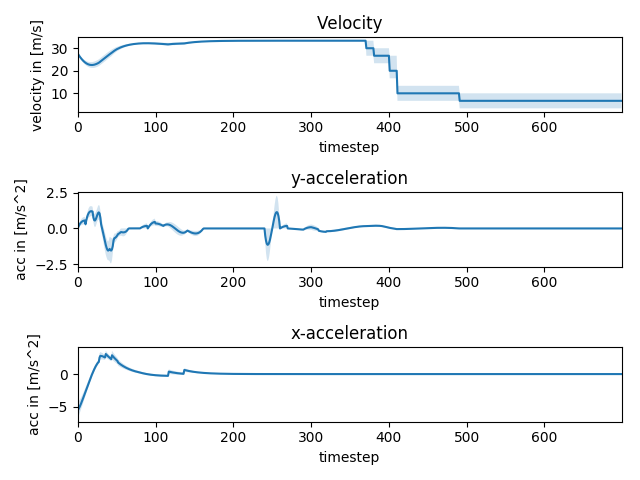 Velocity
velocity in [m/s]
30
20
10
0 100 200 300 400 500 600
timestep
y-acceleration
acc in [m/s^2]
2.5
0.0
−2.5
0 100 200 300 400 500 600
timestep
x-acceleration
acc in [m/s^2]
0
−5
0 100 200 300 400 500 600
timestep